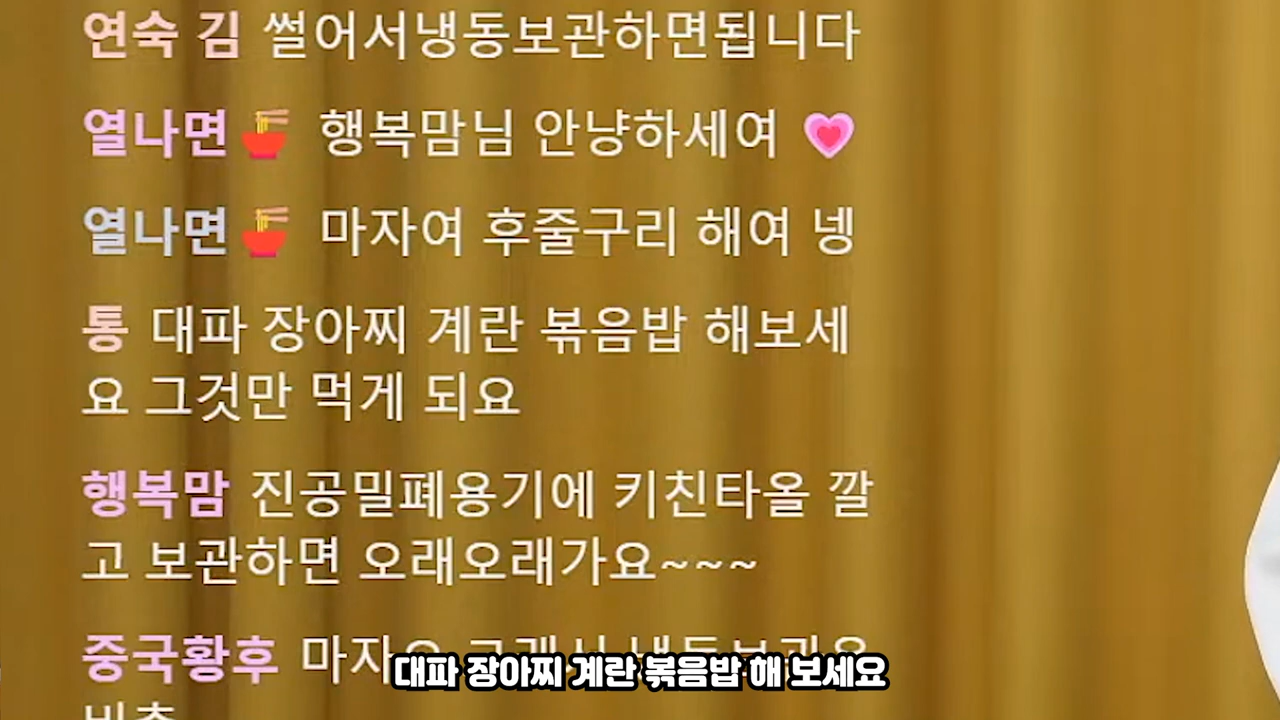 연숙 김 썰어서냉동보관하면됩니다
열나면🍜 행복맘님 안냥하세여 💗
열나면🍜 마자여 후줄구리 해여 넹
통 대파 장아찌 계란 볶음밥 해보세
요 그것만 먹게 되요
행복맘 진공밀폐용기에 키친타올 깔
고 보관하면 오래오래가요~~~
중국황후
대파 장아찌 계란 볶음밥 해 보세요